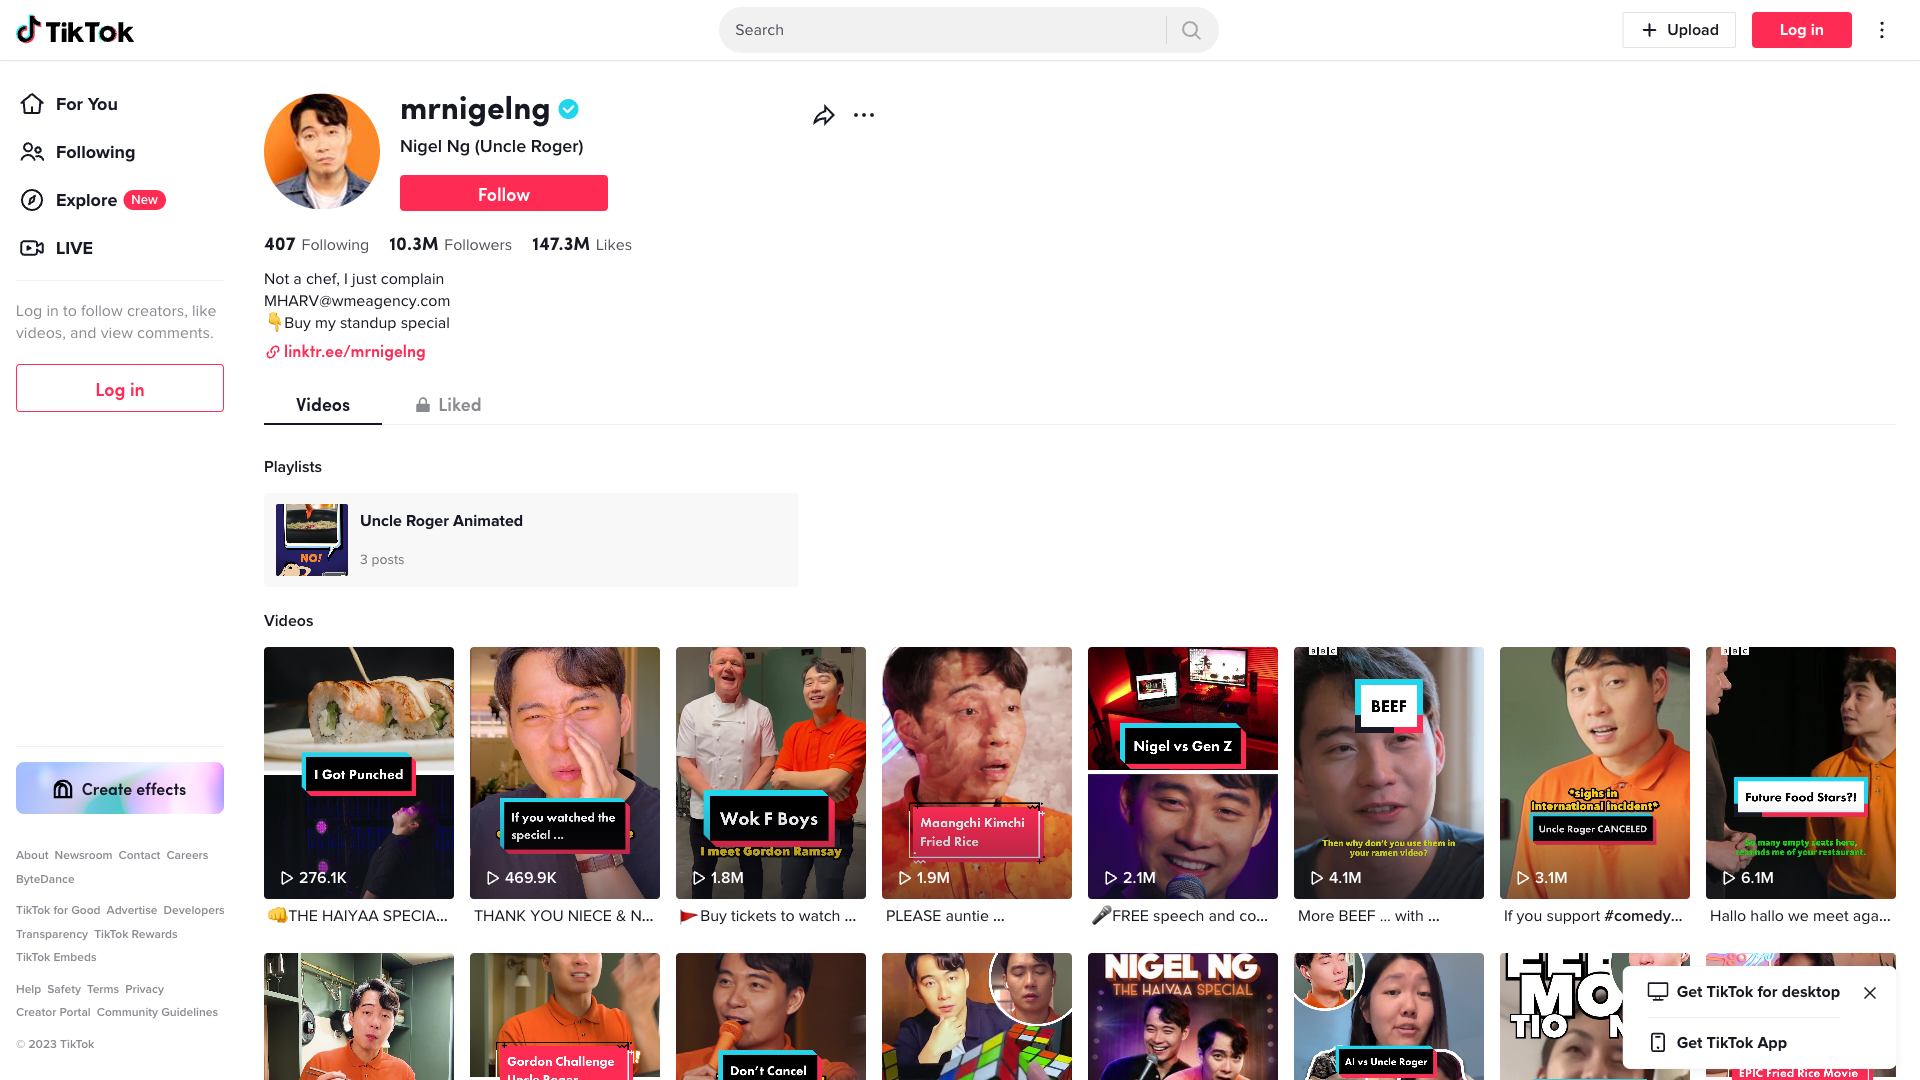 TikTok
Search
Upload
Log in
For You
Following
Explore New
LIVE
Log in to follow creators, like
videos, and view comments.
Log in
Create effects
About Newsroom Contact Careers
ByteDance
TikTok for Good Advertise Developers
Transparency TikTok Rewards
TikTok Embeds
Help Safety Terms Privacy
Creator Portal Community Guidelines
© 2023 TikTok
mrnigelng
Nigel Ng (Uncle Roger)
Follow
407 Following 10.3M Followers 147.3M Likes
Not a chef, I just complain
MHARV@wmeagency.com
👇Buy my standup special
linktr.ee/mrnigelng
Videos
Liked
Playlists
NO!
Uncle Roger Animated
3 posts
Videos
I Got Punched
276.1K
👊THE HAIYAA SPECIA...
If you watched the
special ...
469.9K
THANK YOU NIECE & N...
Wok F Boys
I meet Gordon Ramsay
1.8M
🚩Buy tickets to watch ...
Maangchi Kimchi
Fried Rice
1.9M
PLEASE auntie ...
Nigel vs Gen Z
2.1M
🎤FREE speech and co...
BBC
BEEF
Then why don't you use them in
your ramen video?
4.1M
More BEEF ... with ...
*sighs in
International Incident*
Uncle Roger CANCELED
3.1M
If you support #comedy...
BBC
Future Food Stars?!
So many empty seats here,
reminds me of your restaurant.
6.1M
Hallo hallo we meet aga...
Gordon Challenge
Uncle Roger
Don't Cancel
NIGEL NG
THE HAIYAA SPECIAL
AI vs Uncle Roger
MO
TIO
EPIC Fried Rice Movie
Get TikTok for desktop
Get TikTok App